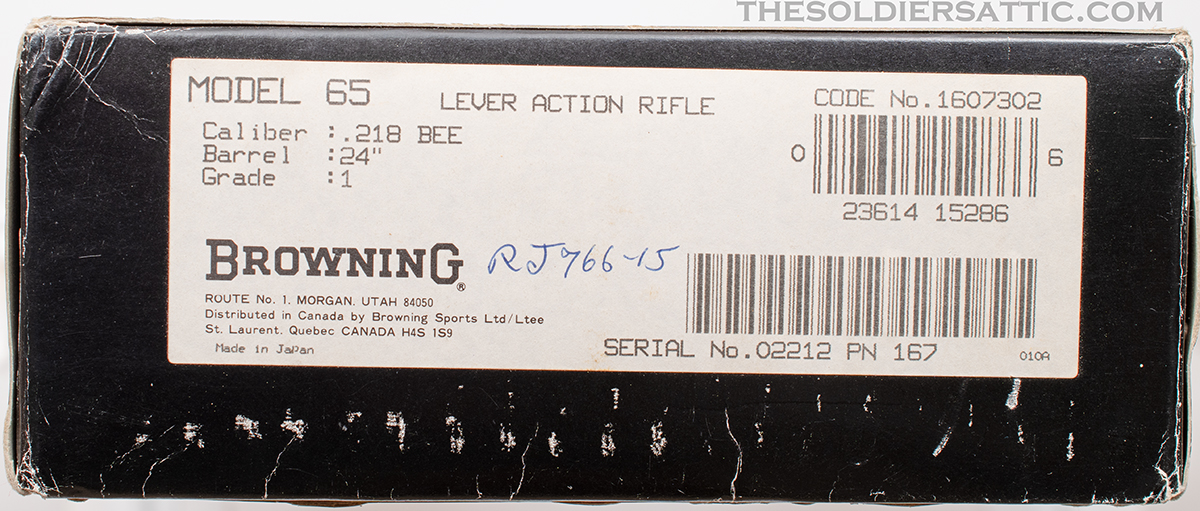 THESOLDIERSATTIC.COM
MODEL 65 LEVER ACTION RIFLE
Caliber :.218 BEE
Barrel :24"
Grade :1
CODE No.1607302
0 6
23614 15286
BROWNING®
RJ766-15
ROUTE No. 1. MORGAN. UTAH 84050
Distributed in Canada by Browning Sports Ltd/Ltee
St. Laurent. Quebec CANADA H4S 1S9
Made in Japan
SERIAL No.02212 PN 167
010A